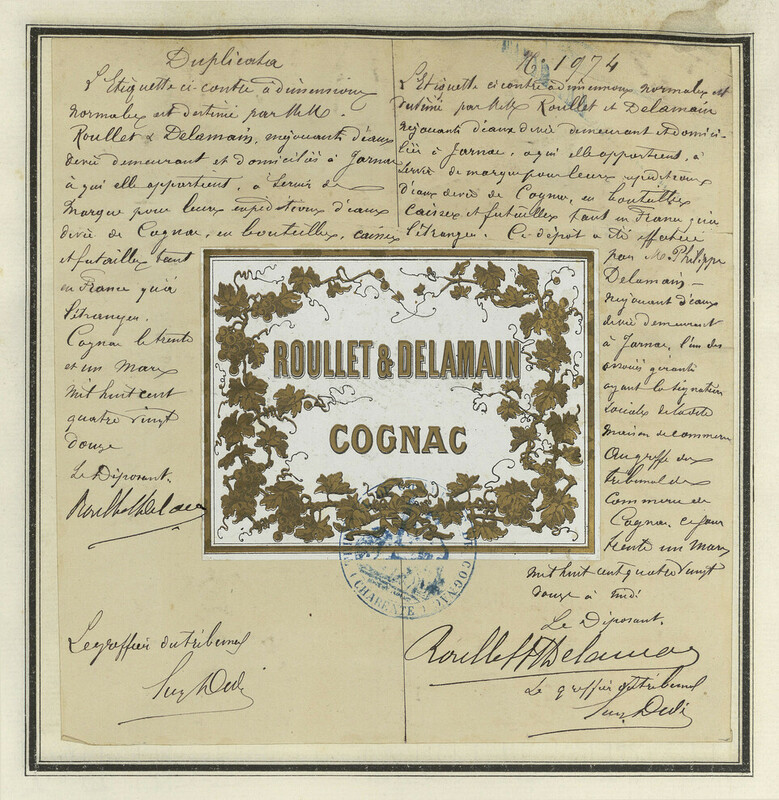 Duplicata
L'Etiquette ci contre à dimensions
normales est destinée par MM.
Roullet & Delamain, négociants d'eaux
de vie demeurant et domiciliés à Jarnac
à qui elle appartient, à servir de
marque pour leurs expéditions d'eaux
de vie de Cognac, en bouteilles, caisses
et futailles tant
en France qu'à
l'étranger.
Cognac le trente
et un Mars
mil huit cent
quatre vingt
douze
Le Déposant.
Roullet & Delamain
Le greffier du tribunal
N. 1974
L'Etiquette ci contre à dimensions normales est
destinée par MM Roullet et Delamain
négociants d'eaux de vie demeurant et domici-
liés à Jarnac, à qui elle appartient, à
servir de marque pour leurs expéditions
d'eaux de vie de Cognac, en bouteilles
caisses et futailles tant en France qu'à
l'étranger. Ce dépôt a été effectué
par M. Philippe
Delamain
négociant d'eaux
de vie demeurant
à Jarnac, l'un des
associés gérants
ayant la signature
sociale de la dite
maison de commerce
au greffe du
tribunal de
Commerce de
Cognac, ce jour
trente un Mars
mil huit cent quatre vingt
douze à midi
Le Déposant.
Roullet & Delamain
Le greffier du tribunal
ROULLET & DELAMAIN
COGNAC
COGNAC
(CHARENTE)